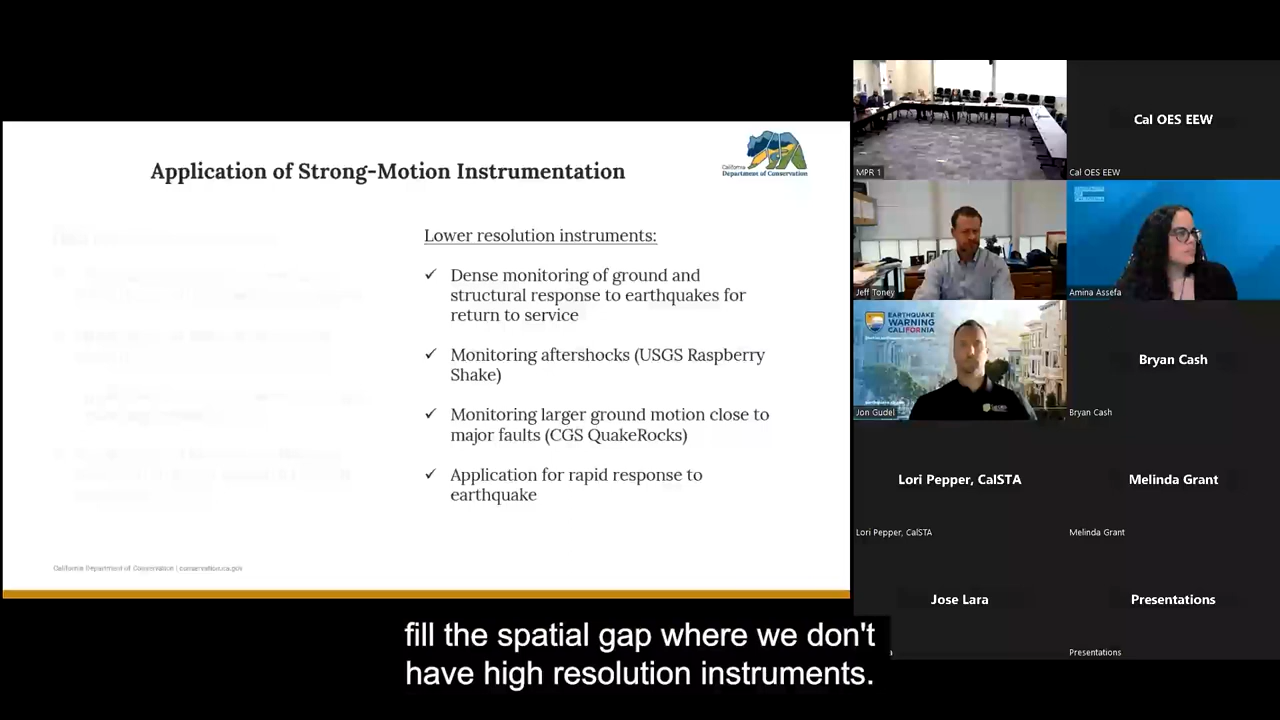 Application of Strong-Motion Instrumentation
California
Department of Conservation
Lower resolution instruments:
✓ Dense monitoring of ground and
structural response to earthquakes for
return to service
✓ Monitoring aftershocks (USGS Raspberry
Shake)
✓ Monitoring larger ground motion close to
major faults (CGS QuakeRocks)
✓ Application for rapid response to
earthquake
California Department of Conservation | conservation.ca.gov
MPR 1
Cal OES EEW
Cal OES EEW
Jeff Toney
Amina Assefa
EARTHQUAKE
WARNING
CALIFORNIA
Jon Gudel
Bryan Cash
Bryan Cash
Lori Pepper, CalSTA
Lori Pepper, CalSTA
Melinda Grant
Melinda Grant
Jose Lara
Presentations
Presentations
fill the spatial gap where we don't
have high resolution instruments.